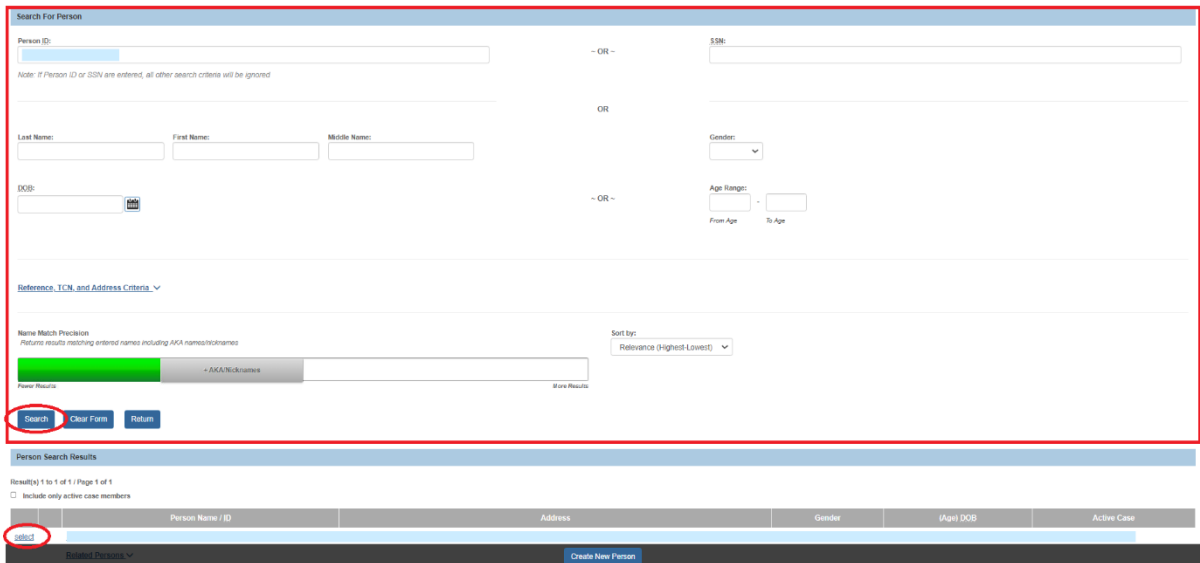 Search For Person
Person ID:
~ OR ~
SSN:
Note: If Person ID or SSN are entered, all other search criteria will be ignored
OR
Last Name:
First Name:
Middle Name:
Gender:
DOB:
~ OR ~
Age Range:
-
From Age
To Age
Reference, TCN, and Address Criteria
Name Match Precision
Returns results matching entered names including AKA names/nicknames
Sort by:
Relevance (Highest-Lowest)
+ AKA/Nicknames
Fewer Results
More Results
Search
Clear Form
Return
Person Search Results
Result(s) 1 to 1 of 1 / Page 1 of 1
Include only active case members
Person Name / ID
Address
Gender
(Age) DOB
Active Case
select
Related Persons
Create New Person